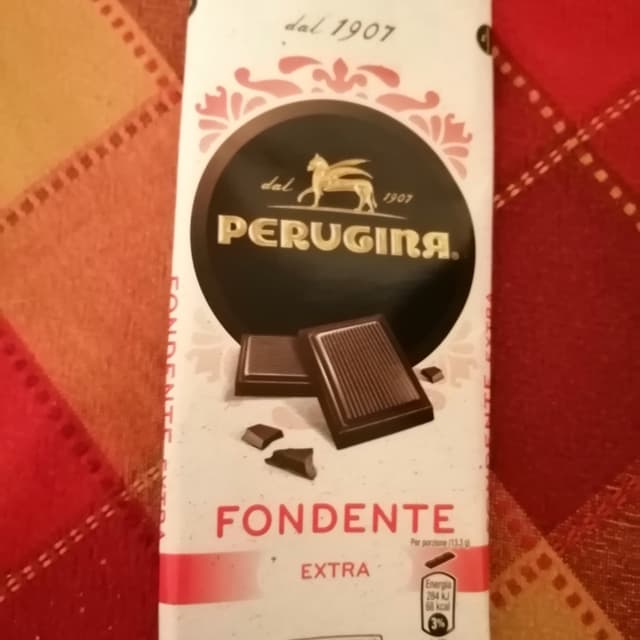 dal 1907
dal 1907
PERUGINA.
FONDENTE EXTRA
FONDENTE
EXTRA
Per porzione (13,3 g)
Energia
284 kJ
68 kcal
3%
EXTRA